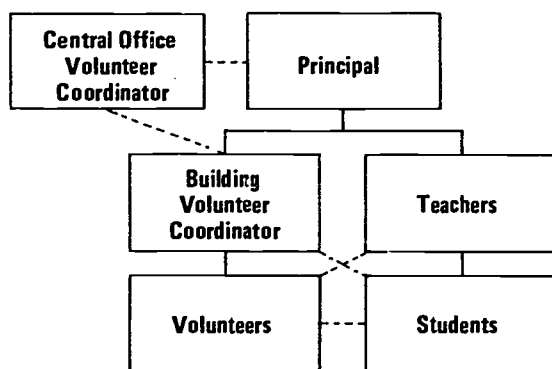 Central Office
Volunteer
Coordinator
Principal
Building
Volunteer
Coordinator
Teachers
Volunteers
Students